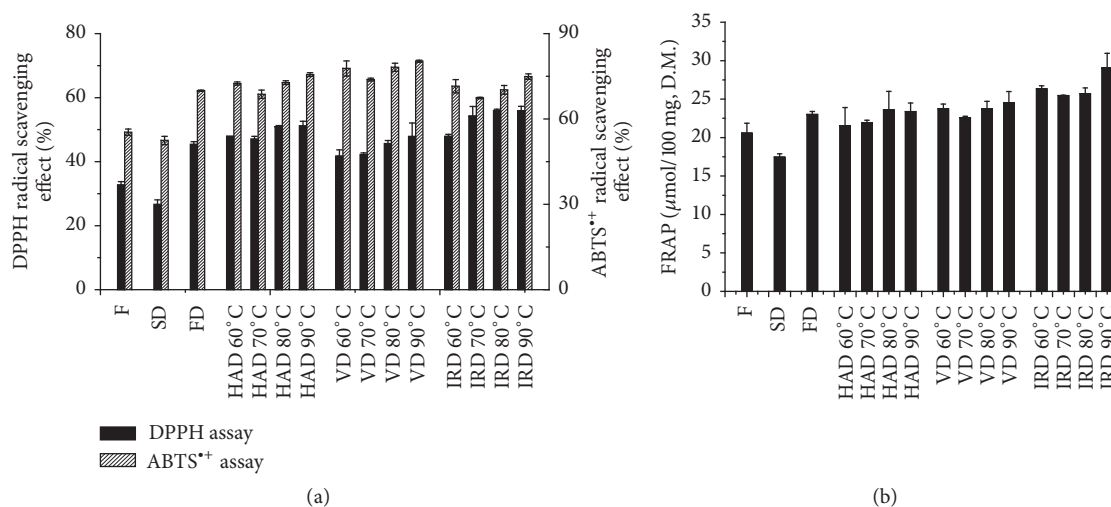 80
60
40
20
0
DPPH radical scavenging
effect (%)
90
60
30
0
ABTS•+ radical scavenging
effect (%)
F
SD
FD
HAD 60°C
HAD 70°C
HAD 80°C
HAD 90°C
VD 60°C
VD 70°C
VD 80°C
VD 90°C
IRD 60°C
IRD 70°C
IRD 80°C
IRD 90°C
DPPH assay
ABTS•+ assay
(a)
35
30
25
20
15
10
5
0
FRAP (μmol/100 mg, D.M.)
F
SD
FD
HAD 60°C
HAD 70°C
HAD 80°C
HAD 90°C
VD 60°C
VD 70°C
VD 80°C
VD 90°C
IRD 60°C
IRD 70°C
IRD 80°C
IRD 90°C
(b)